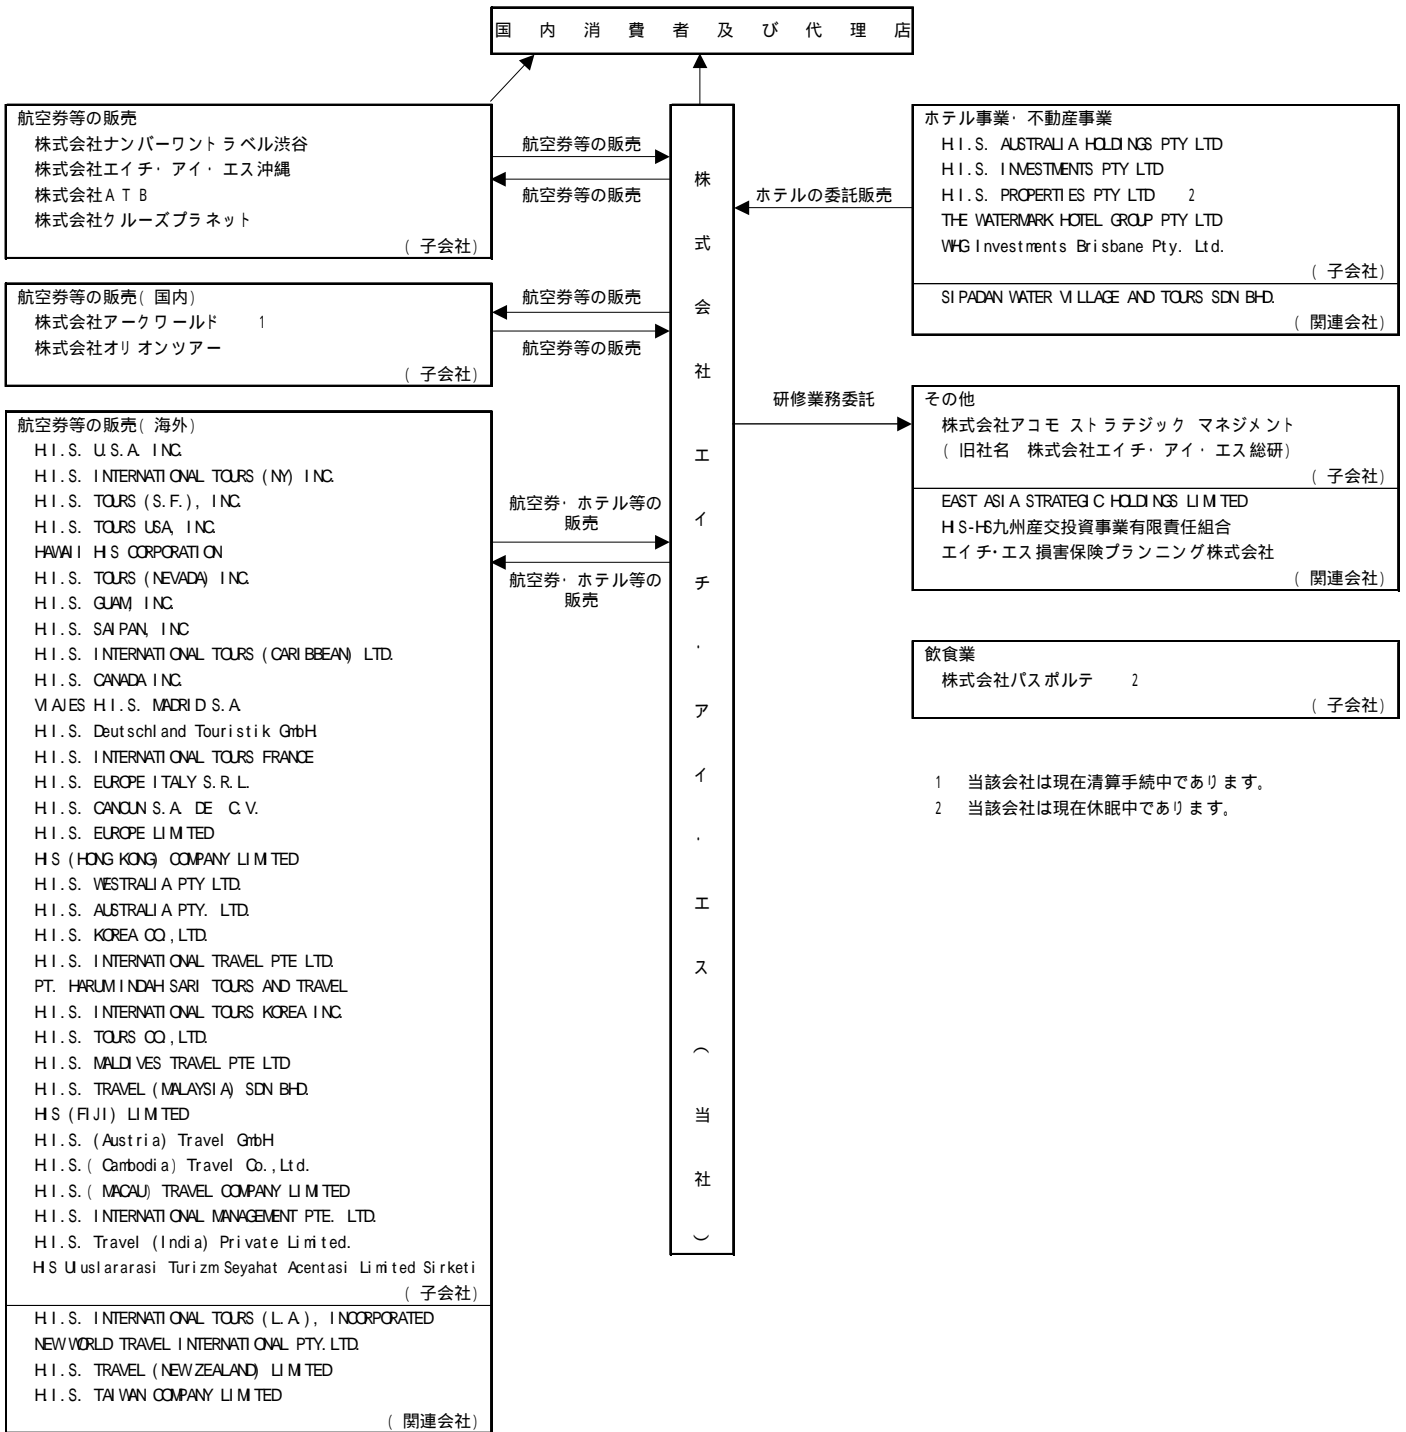 国内消費者及び代理店
航空券等の販売
株式会社ナンバーワントラベル渋谷
株式会社エイチ・アイ・エス沖縄
株式会社ATB
株式会社クルーズプラネット
(子会社)
航空券等の販売
航空券等の販売
航空券等の販売(国内)
株式会社アークワールド 1
株式会社オリオンツアー
(子会社)
航空券等の販売
航空券等の販売
航空券等の販売(海外)
H.I.S. U.S.A. INC.
H.I.S. INTERNATIONAL TOURS (NY) INC.
H.I.S. TOURS (S.F.), INC.
H.I.S. TOURS USA, INC.
HAWAII HIS CORPORATION
H.I.S. TOURS (NEVADA) INC.
H.I.S. GUAM, INC.
H.I.S. SAIPAN, INC
H.I.S. INTERNATIONAL TOURS (CARIBBEAN) LTD.
H.I.S. CANADA INC.
VIAJES H.I.S. MADRID S.A.
H.I.S. Deutschland Touristik GmbH.
H.I.S. INTERNATIONAL TOURS FRANCE
H.I.S. EUROPE ITALY S.R.L.
H.I.S. CANCUN S.A. DE C.V.
H.I.S. EUROPE LIMITED
HIS (HONG KONG) COMPANY LIMITED
H.I.S. WESTRALIA PTY LTD.
H.I.S. AUSTRALIA PTY. LTD.
H.I.S. KOREA CO.,LTD.
H.I.S. INTERNATIONAL TRAVEL PTE LTD.
PT. HARUM INDAH SARI TOURS AND TRAVEL
H.I.S. INTERNATIONAL TOURS KOREA INC.
H.I.S. TOURS CO.,LTD.
H.I.S. MALDIVES TRAVEL PTE LTD
H.I.S. TRAVEL (MALAYSIA) SDN BHD.
HIS (FIJI) LIMITED
H.I.S. (Austria) Travel GmbH
H.I.S.(Cambodia) Travel Co.,Ltd.
H.I.S.(MACAU) TRAVEL COMPANY LIMITED
H.I.S. INTERNATIONAL MANAGEMENT PTE. LTD.
H.I.S. Travel (India) Private Limited.
HIS Uluslararasi Turizm Seyahat Acentasi Limited Sirketi
(子会社)
H.I.S. INTERNATIONAL TOURS (L.A.), INCORPORATED
NEW WORLD TRAVEL INTERNATIONAL PTY.LTD.
H.I.S. TRAVEL (NEW ZEALAND) LIMITED
H.I.S. TAIWAN COMPANY LIMITED
(関連会社)
航空券・ホテル等の
販売
航空券・ホテル等の
販売
株式会社エイチ・アイ・エス(当社)
ホテルの委託販売
研修業務委託
ホテル事業・不動産事業
H.I.S. AUSTRALIA HOLDINGS PTY LTD
H.I.S. INVESTMENTS PTY LTD
H.I.S. PROPERTIES PTY LTD 2
THE WATERMARK HOTEL GROUP PTY LTD
WHG Investments Brisbane Pty. Ltd.
(子会社)
SIPADAN WATER VILLAGE AND TOURS SDN BHD.
(関連会社)
その他
株式会社アコモ ストラテジック マネジメント
(旧社名 株式会社エイチ・アイ・エス総研)
(子会社)
EAST ASIA STRATEGIC HOLDINGS LIMITED
HIS-HS九州産交投資事業有限責任組合
エイチ・エス損害保険プランニング株式会社
(関連会社)
飲食業
株式会社パスポルテ 2
(子会社)
1 当該会社は現在清算手続中であります。
2 当該会社は現在休眠中であります。